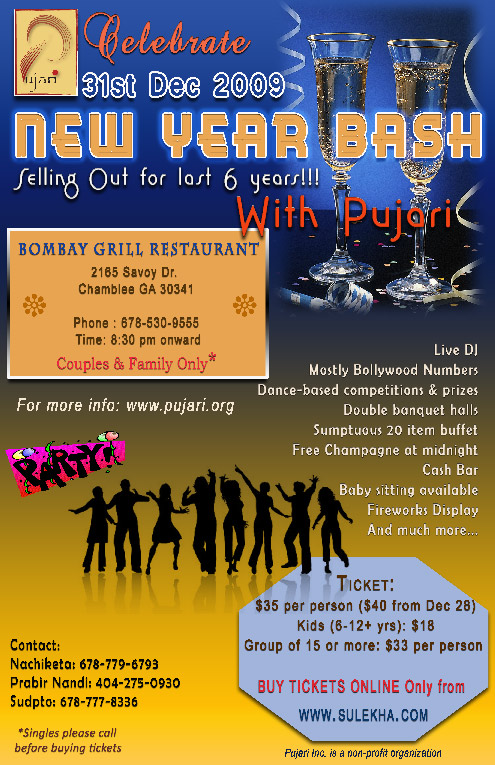 Pujari
Celebrate
31st Dec 2009
NEW YEAR BASH
Selling Out for last 6 years!!!
With Pujari
BOMBAY GRILL RESTAURANT
2165 Savoy Dr.
Chamblee GA 30341
Phone : 678-530-9555
Time: 8:30 pm onward
Couples & Family Only*
For more info: www.pujari.org
PARTY!
Live DJ
Mostly Bollywood Numbers
Dance-based competitions & prizes
Double banquet halls
Sumptuous 20 item buffet
Free Champagne at midnight
Cash Bar
Baby sitting available
Fireworks Display
And much more...
TICKET:
$35 per person ($40 from Dec 28)
Kids (6-12+ yrs): $18
Group of 15 or more: $33 per person
BUY TICKETS ONLINE Only from
WWW.SULEKHA.COM
Contact:
Nachiketa: 678-779-6793
Prabir Nandi: 404-275-0930
Sudpto: 678-777-8336
*Singles please call
before buying tickets
Pujari Inc. is a non-profit organization